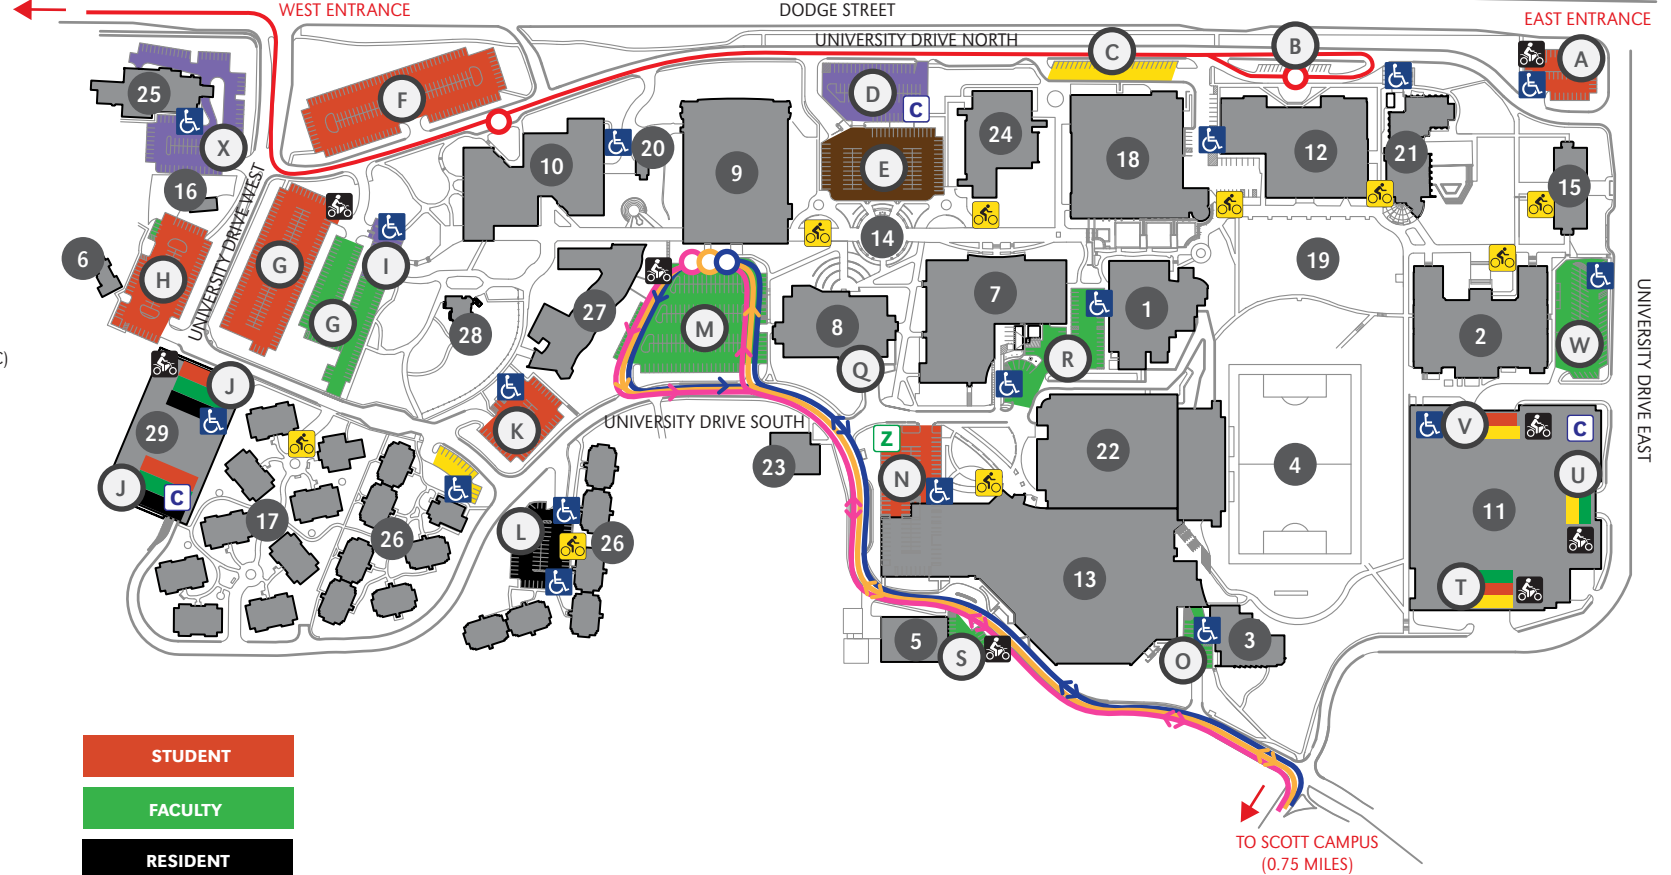 WEST ENTRANCE
DODGE STREET
EAST ENTRANCE
UNIVERSITY DRIVE NORTH
B
C
A
25
F
D
C
24
X
10
20
9
E
18
12
21
16
15
UNIVERSITY DRIVE WEST
14
6
H
G
I
19
7
1
27
M
8
28
G
2
W
UNIVERSITY DRIVE EAST
C)
R
Q
J
K
UNIVERSITY DRIVE SOUTH
29
Z
V
C
23
22
4
N
U
J
C
11
17
26
L
26
13
T
5
S
O
3
STUDENT
FACULTY
RESIDENT
TO SCOTT CAMPUS
(0.75 MILES)